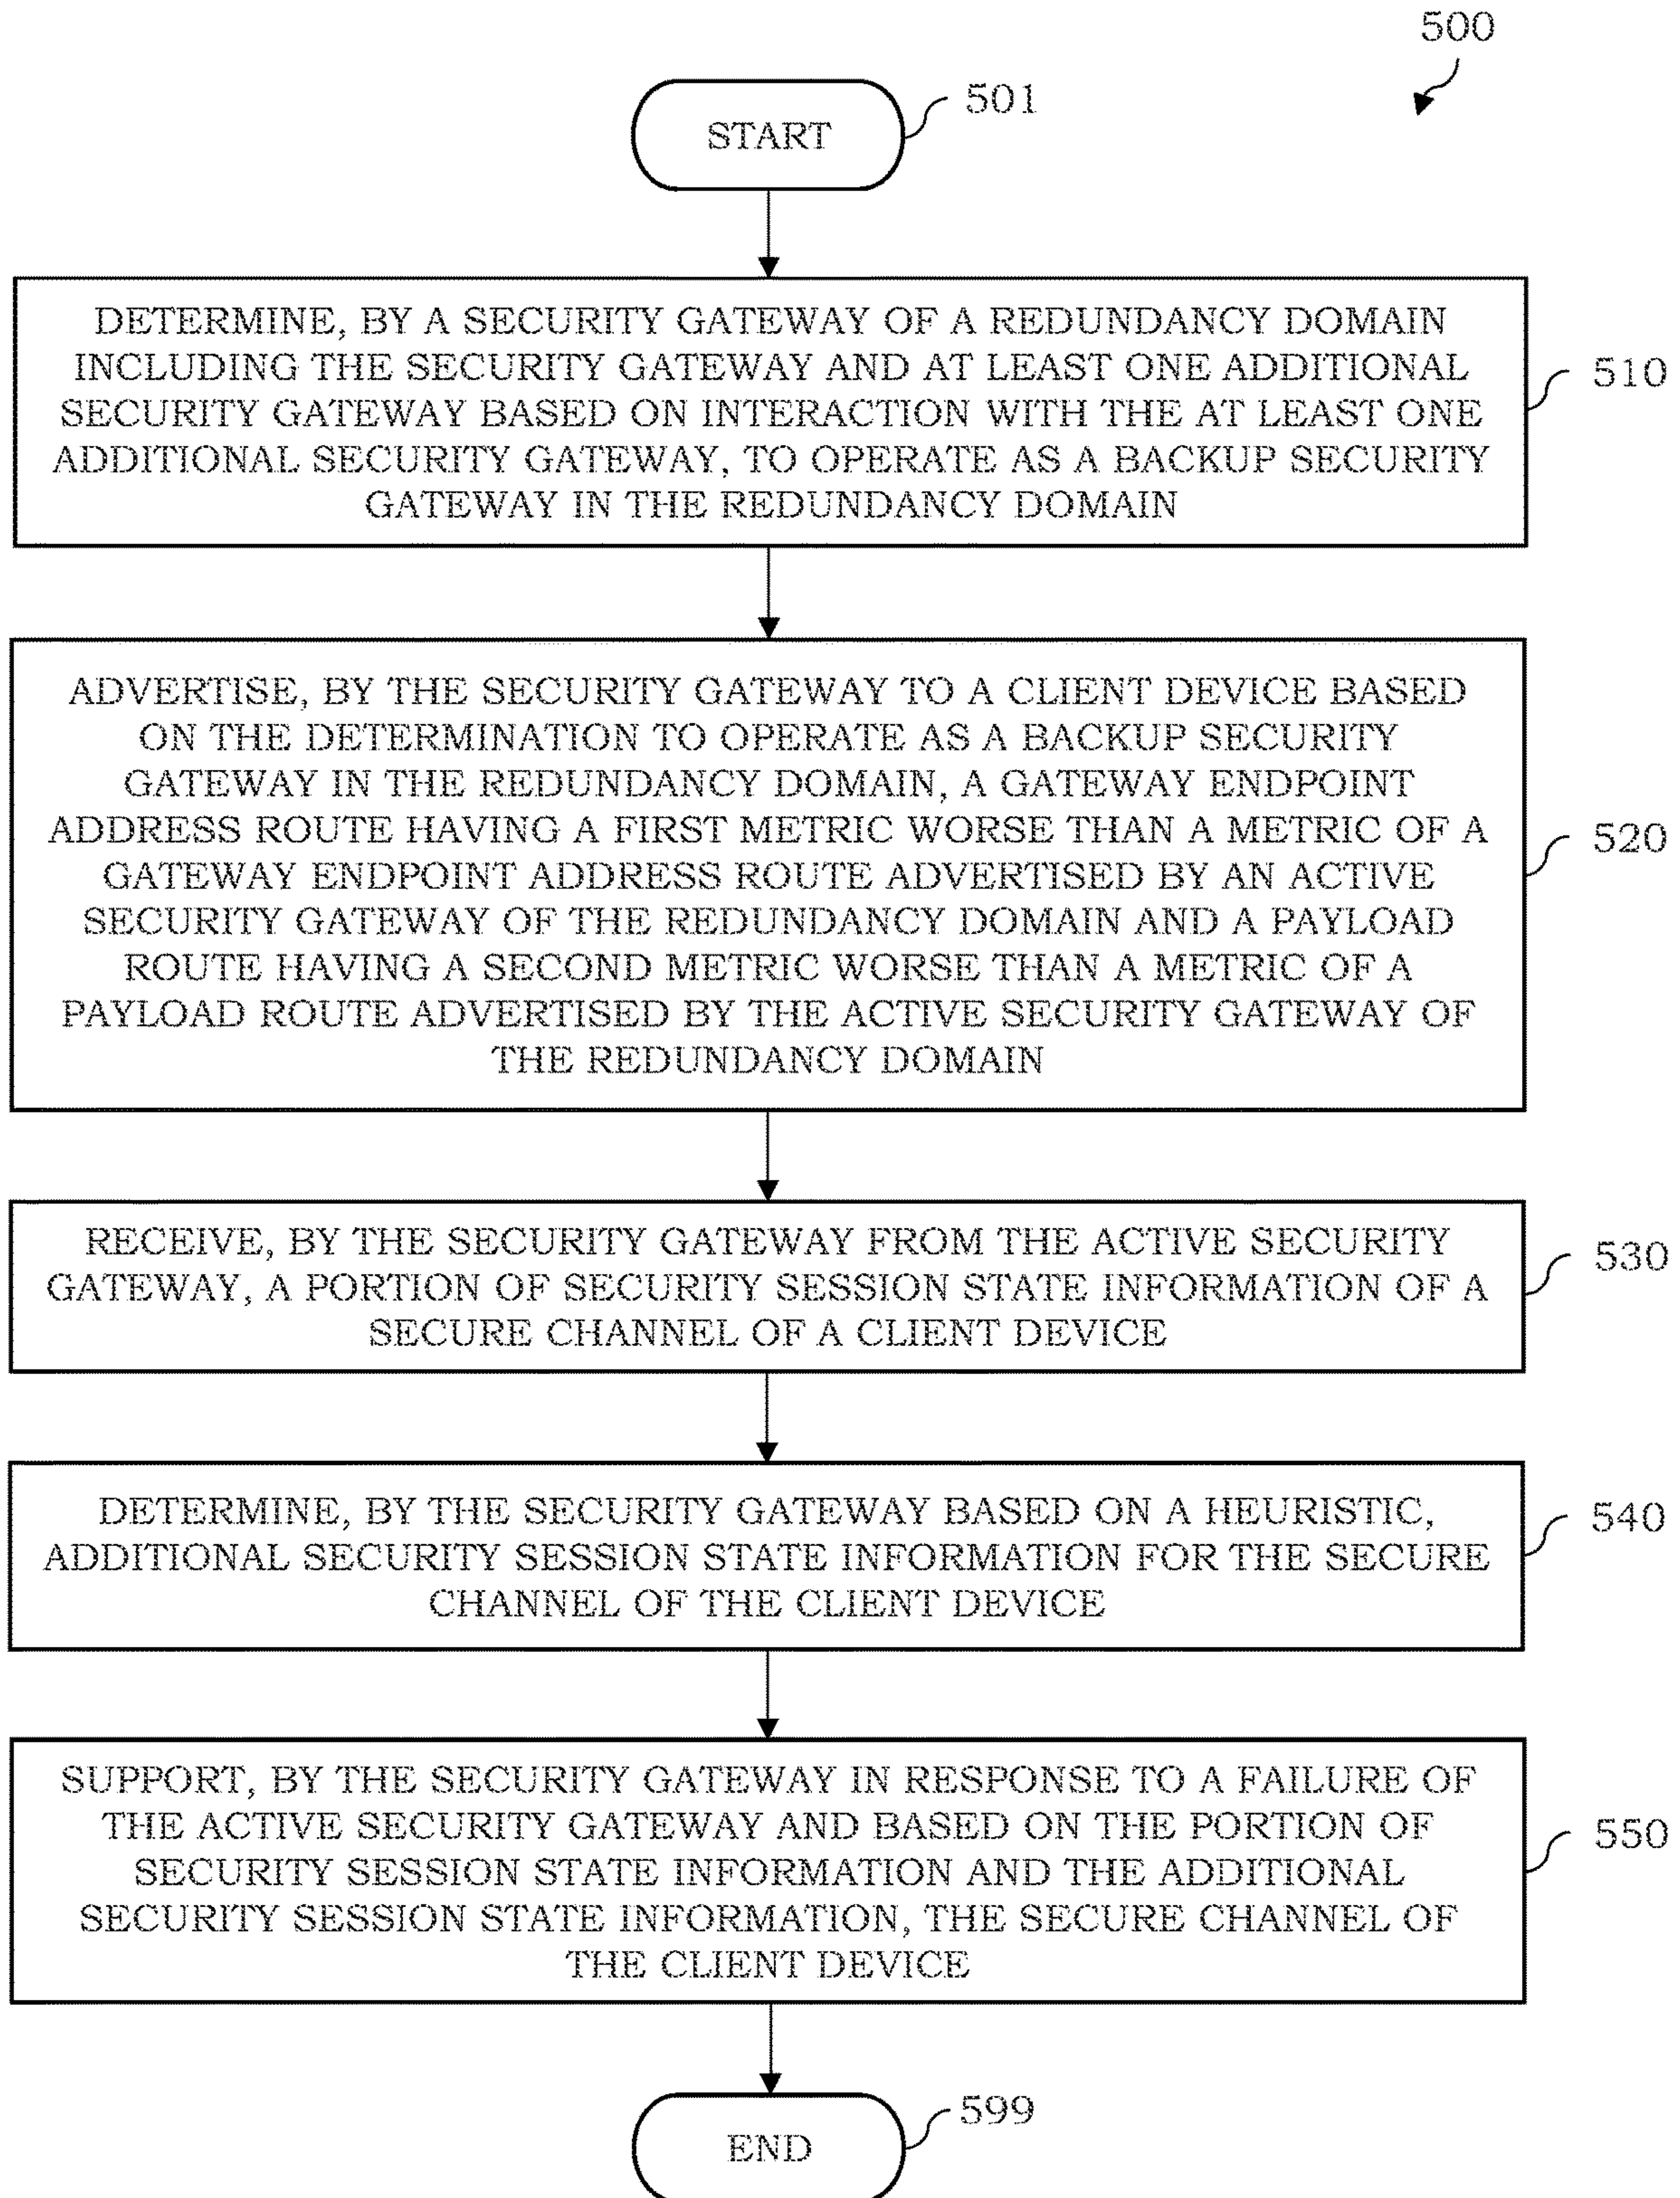 500
START
501
DETERMINE, BY A SECURITY GATEWAY OF A REDUNDANCY DOMAIN
INCLUDING THE SECURITY GATEWAY AND AT LEAST ONE ADDITIONAL
SECURITY GATEWAY BASED ON INTERACTION WITH THE AT LEAST ONE
ADDITIONAL SECURITY GATEWAY, TO OPERATE AS A BACKUP SECURITY
GATEWAY IN THE REDUNDANCY DOMAIN
510
ADVERTISE, BY THE SECURITY GATEWAY TO A CLIENT DEVICE BASED
ON THE DETERMINATION TO OPERATE AS A BACKUP SECURITY
GATEWAY IN THE REDUNDANCY DOMAIN, A GATEWAY ENDPOINT
ADDRESS ROUTE HAVING A FIRST METRIC WORSE THAN A METRIC OF A
GATEWAY ENDPOINT ADDRESS ROUTE ADVERTISED BY AN ACTIVE
SECURITY GATEWAY OF THE REDUNDANCY DOMAIN AND A PAYLOAD
ROUTE HAVING A SECOND METRIC WORSE THAN A METRIC OF A
PAYLOAD ROUTE ADVERTISED BY THE ACTIVE SECURITY GATEWAY OF
THE REDUNDANCY DOMAIN
520
RECEIVE, BY THE SECURITY GATEWAY FROM THE ACTIVE SECURITY
GATEWAY, A PORTION OF SECURITY SESSION STATE INFORMATION OF A
SECURE CHANNEL OF A CLIENT DEVICE
530
DETERMINE, BY THE SECURITY GATEWAY BASED ON A HEURISTIC,
ADDITIONAL SECURITY SESSION STATE INFORMATION FOR THE SECURE
CHANNEL OF THE CLIENT DEVICE
540
SUPPORT, BY THE SECURITY GATEWAY IN RESPONSE TO A FAILURE OF
THE ACTIVE SECURITY GATEWAY AND BASED ON THE PORTION OF
SECURITY SESSION STATE INFORMATION AND THE ADDITIONAL
SECURITY SESSION STATE INFORMATION, THE SECURE CHANNEL OF
THE CLIENT DEVICE
550
END
599